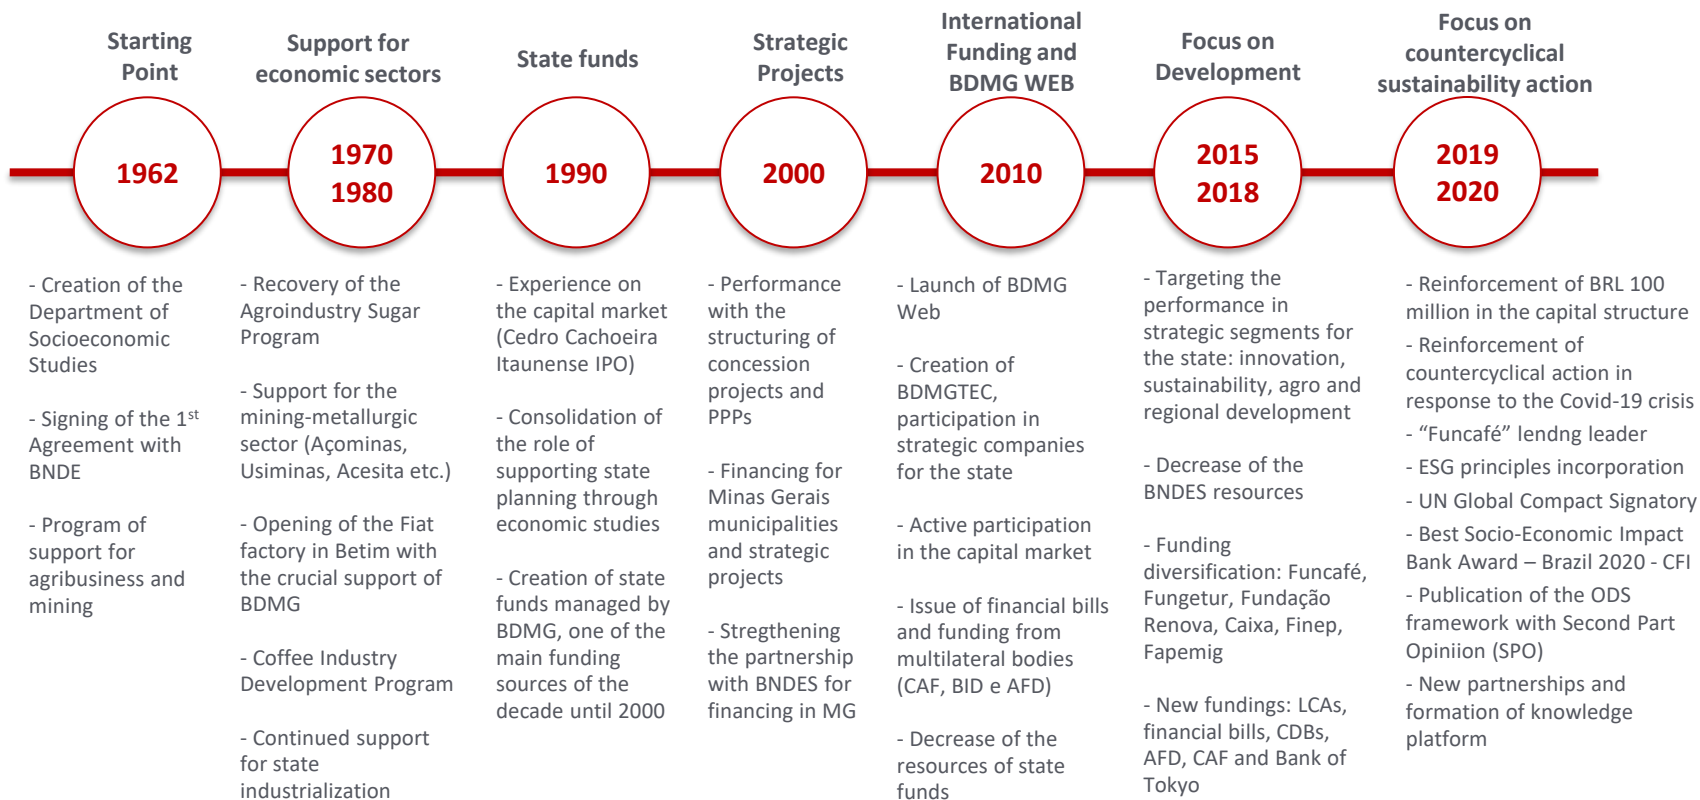 Starting
Point
1962
- Creation of the
Department of
Socioeconomic
Studies
- Signing of the 1st
Agreement with
BNDE
- Program of
support for
agribusiness and
mining
Support for
economic sectors
1970
1980
- Recovery of the
Agroindustry Sugar
Program
- Support for the
mining-metallurgic
sector (Açominas,
Usiminas, Acesita etc.)
- Opening of the Fiat
factory in Betim with
the crucial support of
BDMG
- Coffee Industry
Development Program
- Continued support
for state
industrialization
State funds
1990
- Experience on
the capital market
(Cedro Cachoeira
Itaunense IPO)
- Consolidation of
the role of
supporting state
planning through
economic studies
- Creation of state
funds managed by
BDMG, one of the
main funding
sources of the
decade until 2000
Strategic
Projects
2000
- Performance
with the
structuring of
concession
projects and
PPPs
- Financing for
Minas Gerais
municipalities
and strategic
projects
- Stregthening
the partnership
with BNDES for
financing in MG
International
Funding and
BDMG WEB
2010
- Launch of BDMG
Web
- Creation of
BDMGTEC,
participation in
strategic companies
for the state
- Active participation
in the capital market
- Issue of financial bills
and funding from
multilateral bodies
(CAF, BID e AFD)
- Decrease of the
resources of state
funds
Focus on
Development
2015
2018
- Targeting the
performance in
strategic segments for
the state: innovation,
sustainability, agro and
regional development
- Decrease of the
BNDES resources
- Funding
diversification: Funcafé,
Fungetur, Fundação
Renova, Caixa, Finep,
Fapemig
- New fundings: LCAs,
financial bills, CDBs,
AFD, CAF and Bank of
Tokyo
Focus on
countercyclical
sustainability action
2019
2020
- Reinforcement of BRL 100
million in the capital structure
- Reinforcement of
countercyclical action in
response to the Covid-19 crisis
- “Funcafé” lendng leader
- ESG principles incorporation
- UN Global Compact Signatory
- Best Socio-Economic Impact
Bank Award – Brazil 2020 - CFI
- Publication of the ODS
framework with Second Part
Opiniion (SPO)
- New partnerships and
formation of knowledge
platform